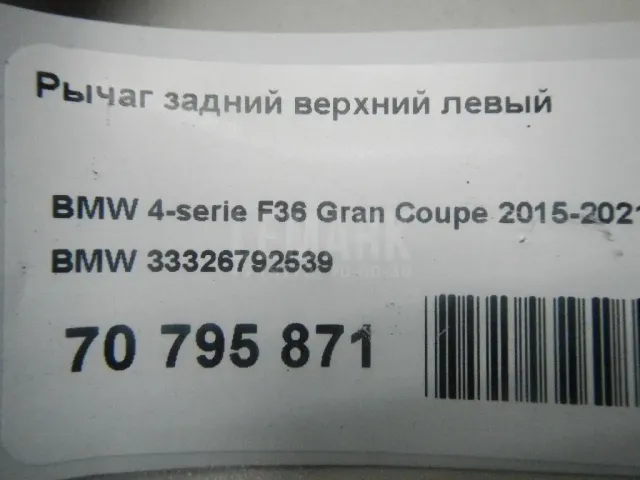 Рычаг задний верхний левый
BMW 4-serie F36 Gran Coupe 2015-2021
BMW 33326792539
70 795 871